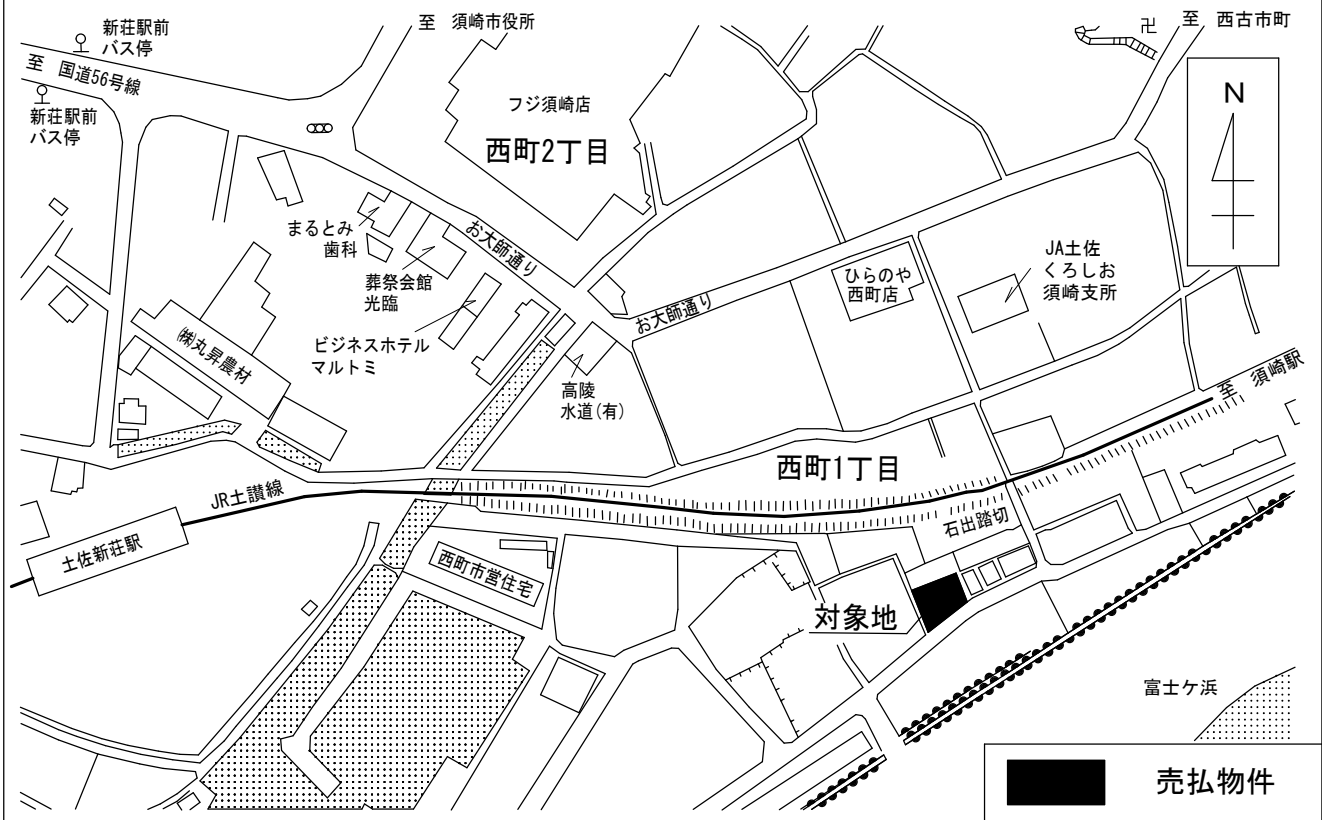 新荘駅前
バス停
至 須崎市役所
卍
至 西古市町
至 国道56号線
新荘駅前
バス停
フジ須崎店
西町2丁目
N
まるとみ
歯科
お大師通り
葬祭会館
光臨
ひらのや
西町店
JA土佐
くろしお
須崎支所
お大師通り
㈱丸昇農材
ビジネスホテル
マルトミ
高陵
水道(有)
至 須崎駅
西町1丁目
JR土讃線
石出踏切
土佐新荘駅
西町市営住宅
対象地
富士ケ浜
売払物件